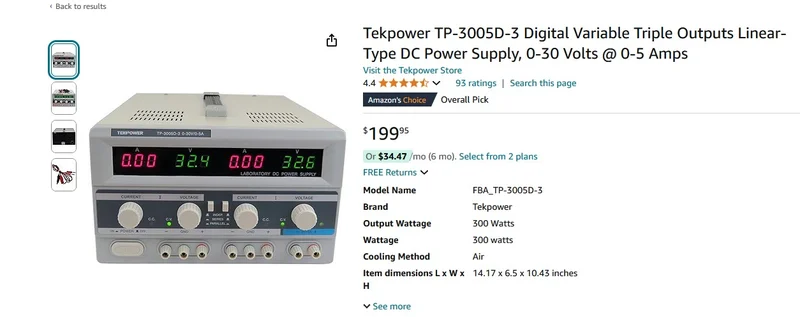 ‹ Back to results
Tekpower TP-3005D-3 Digital Variable Triple Outputs Linear-
Type DC Power Supply, 0-30 Volts @ 0-5 Amps
Visit the Tekpower Store
4.4 93 ratings | Search this page
Amazon's Choice Overall Pick
$199.95
Or $34.47/mo (6 mo). Select from 2 plans
FREE Returns
Model Name FBA_TP-3005D-3
Brand Tekpower
Output Wattage 300 Watts
Wattage 300 watts
Cooling Method Air
Item dimensions L x W x 14.17 x 6.5 x 10.43 inches
H
See more
TEKPOWER TP-3005D-3 0-30V/0-5A
A V A V
0.00 32.4 0.00 32.6
LABORATORY DC POWER SUPPLY
CURRENT 2 VOLTAGE CURRENT 1 VOLTAGE
C.C. C.V. C.C. C.V.
INDEP
SERIES
PARALLEL
POWER